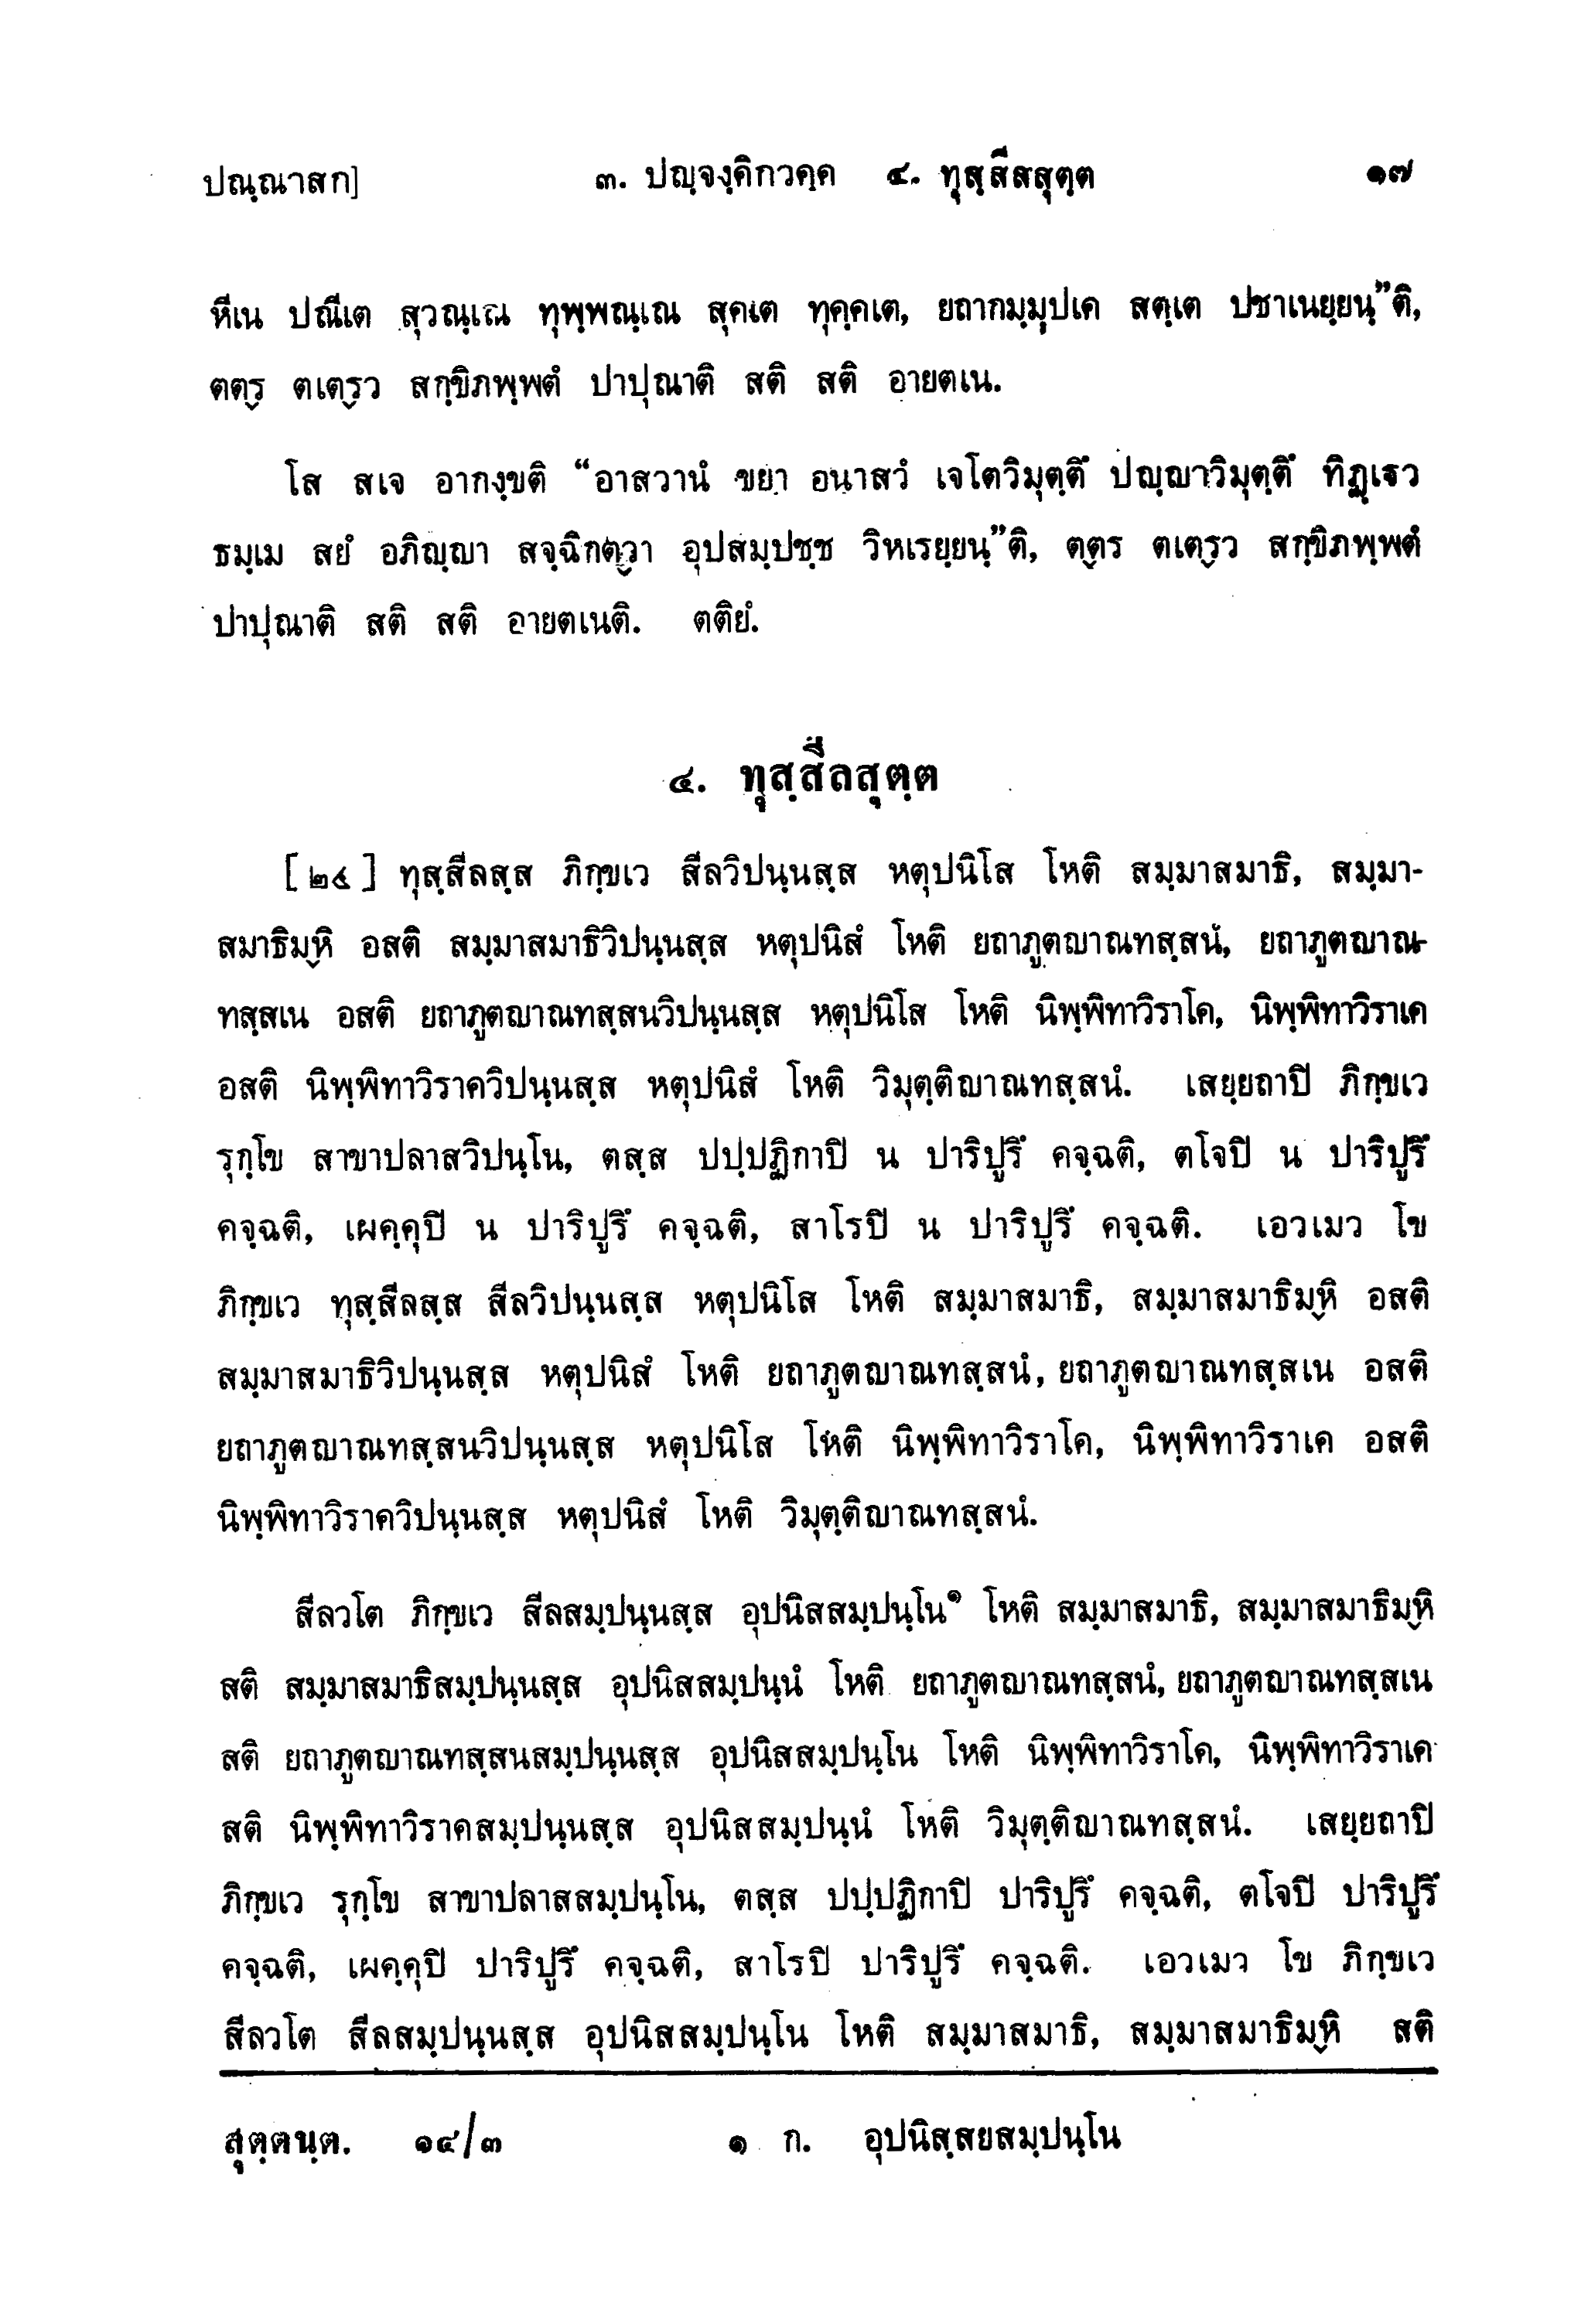 ปณฺณาสก] ๓. ปญฺจงฺคิกวคฺค ๔. ทุสฺสีลสุตฺต ๑๗
หีเน ปณีเต สุวณฺเณ ทุพฺพณฺเณ สุคเต ทุคฺคเต, ยถากมฺมุปเค สตฺเต ปชาเนยฺยนฺ”ติ,
ตตฺร ตเตฺรว สกฺขิภพฺพตํ ปาปุณาติ สติ สติ อายตเน.
โส สเจ อากงฺขติ “อาสวานํ ขยา อนาสวํ เจโตวิมุตฺตึ ปญฺญาวิมุตฺตึ ทิฏฺเฐว
ธมฺเม สยํ อภิญฺญา สจฺฉิกตฺวา อุปสมฺปชฺช วิหเรยฺยนฺ”ติ, ตตฺร ตเตฺรว สกฺขิภพฺพตํ
ปาปุณาติ สติ สติ อายตเนติ. ตติยํ.
๔. ทุสฺสีลสุตฺต
[๒๔] ทุสฺสีลสฺส ภิกฺขเว สีลวิปนฺนสฺส หตุปนิโส โหติ สมฺมาสมาธิ, สมฺมา-
สมาธิมฺหิ อสติ สมฺมาสมาธิวิปนฺนสฺส หตุปนิสํ โหติ ยถาภูตญาณทสฺสนํ, ยถาภูตญาณ-
ทสฺสเน อสติ ยถาภูตญาณทสฺสนวิปนฺนสฺส หตุปนิโส โหติ นิพฺพิทาวิราโค, นิพฺพิทาวิราเค
อสติ นิพฺพิทาวิราควิปนฺนสฺส หตุปนิสํ โหติ วิมุตฺติญาณทสฺสนํ. เสยฺยถาปิ ภิกฺขเว
รุกฺโข สาขาปลาสวิปนฺโน, ตสฺส ปปฺปฏิกาปิ น ปาริปูรึ คจฺฉติ, ตโจปิ น ปาริปูรึ
คจฺฉติ, เผคฺคุปิ น ปาริปูรึ คจฺฉติ, สาโรปิ น ปาริปูรึ คจฺฉติ. เอวเมว โข
ภิกฺขเว ทุสฺสีลสฺส สีลวิปนฺนสฺส หตุปนิโส โหติ สมฺมาสมาธิ, สมฺมาสมาธิมฺหิ อสติ
สมฺมาสมาธิวิปนฺนสฺส หตุปนิสํ โหติ ยถาภูตญาณทสฺสนํ, ยถาภูตญาณทสฺสเน อสติ
ยถาภูตญาณทสฺสนวิปนฺนสฺส หตุปนิโส โหติ นิพฺพิทาวิราโค, นิพฺพิทาวิราเค อสติ
นิพฺพิทาวิราควิปนฺนสฺส หตุปนิสํ โหติ วิมุตฺติญาณทสฺสนํ.
สีลวโต ภิกฺขเว สีลสมฺปนฺนสฺส อุปนิสสมฺปนฺโน๑ โหติ สมฺมาสมาธิ, สมฺมาสมาธิมฺหิ
สติ สมฺมาสมาธิสมฺปนฺนสฺส อุปนิสสมฺปนฺนํ โหติ ยถาภูตญาณทสฺสนํ, ยถาภูตญาณทสฺสเน
สติ ยถาภูตญาณทสฺสนสมฺปนฺนสฺส อุปนิสสมฺปนฺโน โหติ นิพฺพิทาวิราโค, นิพฺพิทาวิราเค
สติ นิพฺพิทาวิราคสมฺปนฺนสฺส อุปนิสสมฺปนฺนํ โหติ วิมุตฺติญาณทสฺสนํ. เสยฺยถาปิ
ภิกฺขเว รุกฺโข สาขาปลาสสมฺปนฺโน, ตสฺส ปปฺปฏิกาปิ ปาริปูรึ คจฺฉติ, ตโจปิ ปาริปูรึ
คจฺฉติ, เผคฺคุปิ ปาริปูรึ คจฺฉติ, สาโรปิ ปาริปูรึ คจฺฉติ. เอวเมว โข ภิกฺขเว
สีลวโต สีลสมฺปนฺนสฺส อุปนิสสมฺปนฺโน โหติ สมฺมาสมาธิ, สมฺมาสมาธิมฺหิ สติ
สุตฺตนฺต. ๑๔/๓ ๑ ก. อุปนิสฺสยสมฺปนฺโน